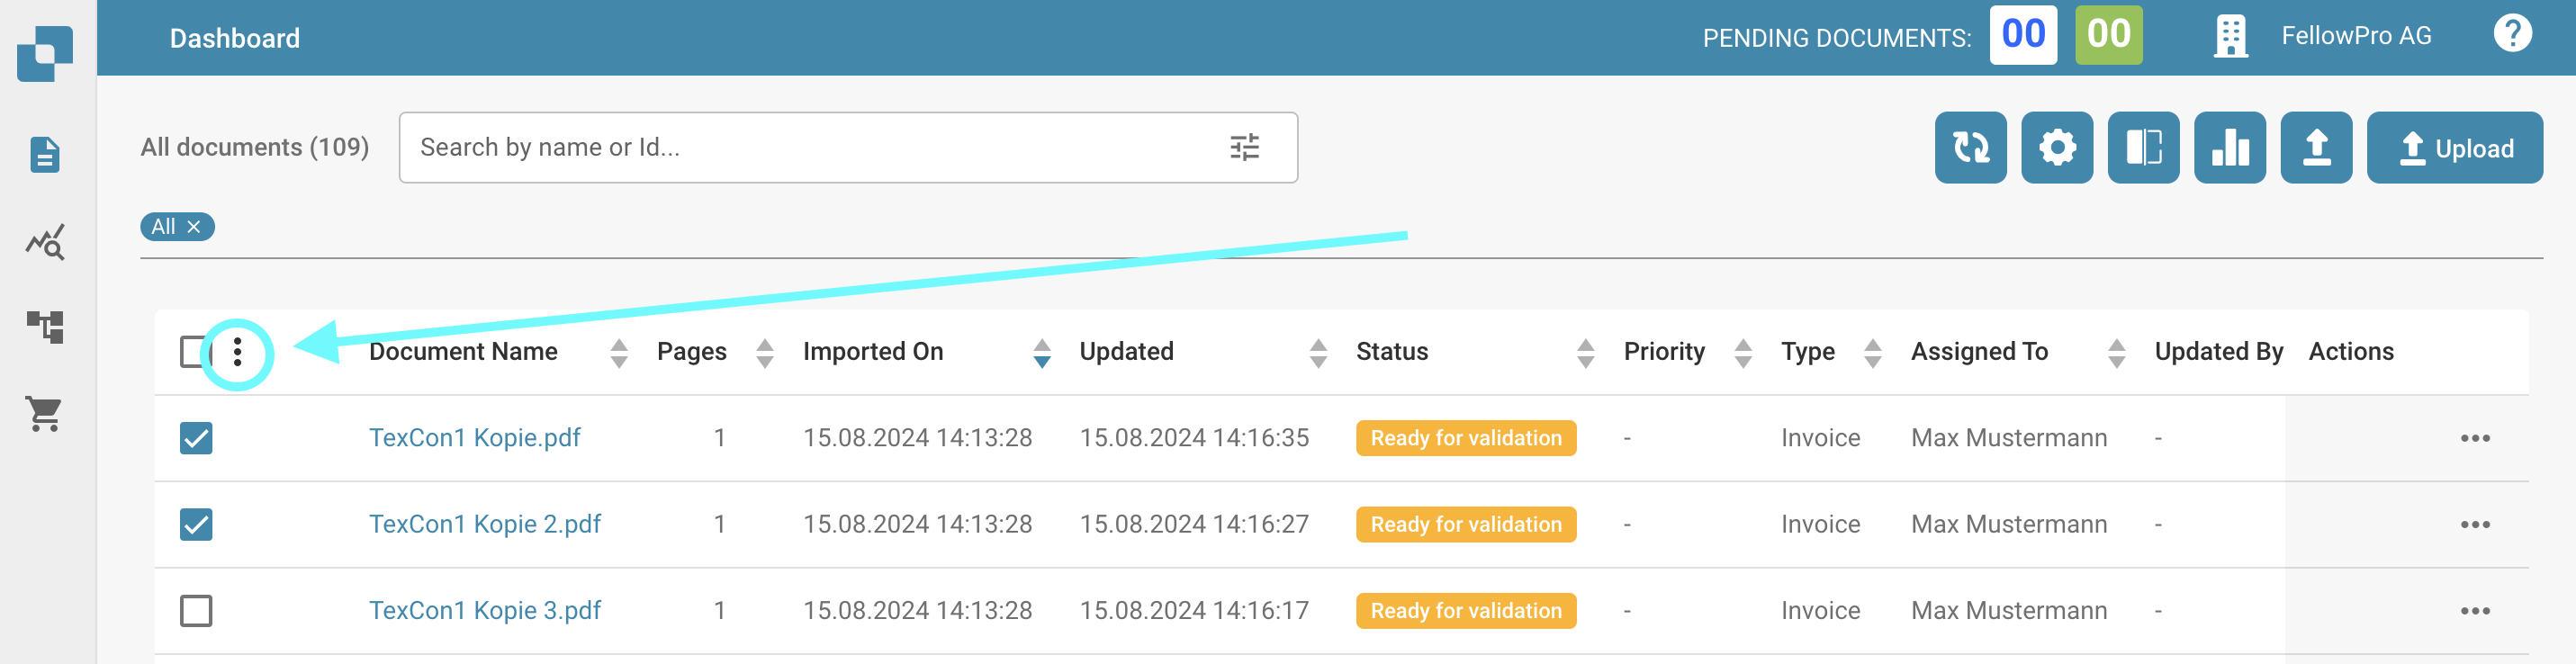 Dashboard
PENDING DOCUMENTS: 00 00 FellowPro AG ?
All documents (109) Search by name or Id... Upload
All ×
Document Name Pages Imported On Updated Status Priority Type Assigned To Updated By Actions
TexCon1 Kopie.pdf 1 15.08.2024 14:13:28 15.08.2024 14:16:35 Ready for validation - Invoice Max Mustermann -
TexCon1 Kopie 2.pdf 1 15.08.2024 14:13:28 15.08.2024 14:16:27 Ready for validation - Invoice Max Mustermann -
TexCon1 Kopie 3.pdf 1 15.08.2024 14:13:28 15.08.2024 14:16:17 Ready for validation - Invoice Max Mustermann -